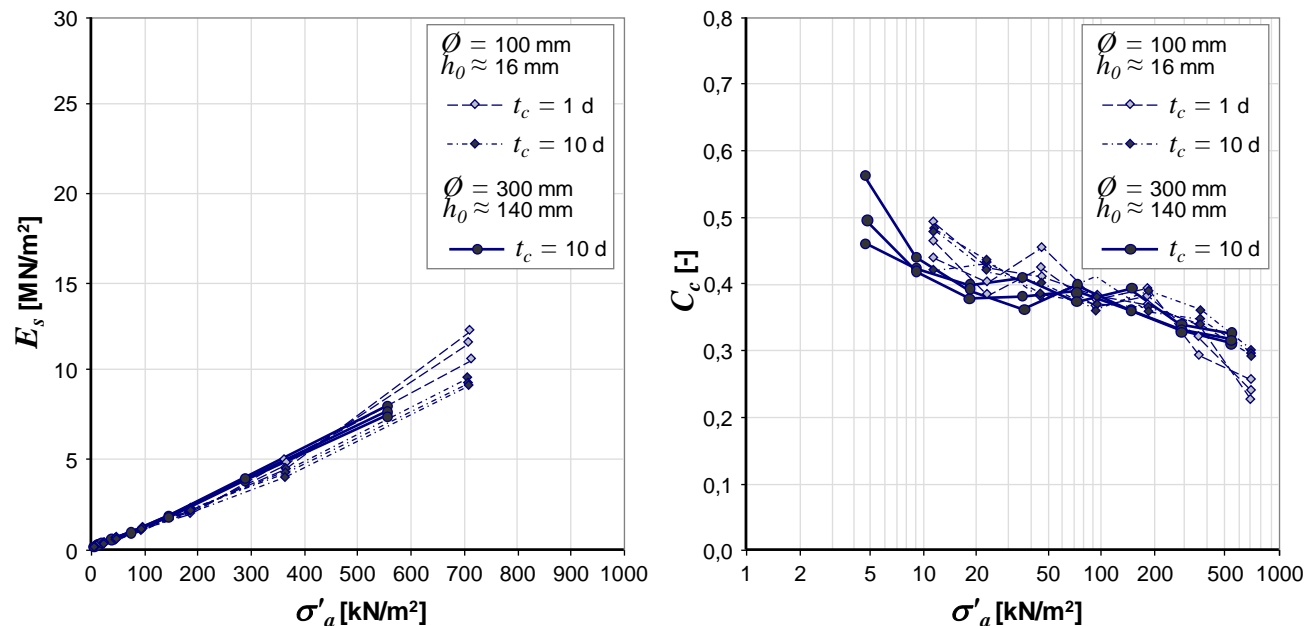 30
25
20
15
10
5
0
E_s [MN/m²]
0 100 200 300 400 500 600 700 800 900 1000
σ'_a [kN/m²]
Ø = 100 mm
h_0 ≈ 16 mm
t_c = 1 d
t_c = 10 d
Ø = 300 mm
h_0 ≈ 140 mm
t_c = 10 d
0,8
0,7
0,6
0,5
0,4
0,3
0,2
0,1
0,0
C_c [-]
1 2 5 10 20 50 100 200 500 1000
σ'_a [kN/m²]
Ø = 100 mm
h_0 ≈ 16 mm
t_c = 1 d
t_c = 10 d
Ø = 300 mm
h_0 ≈ 140 mm
t_c = 10 d